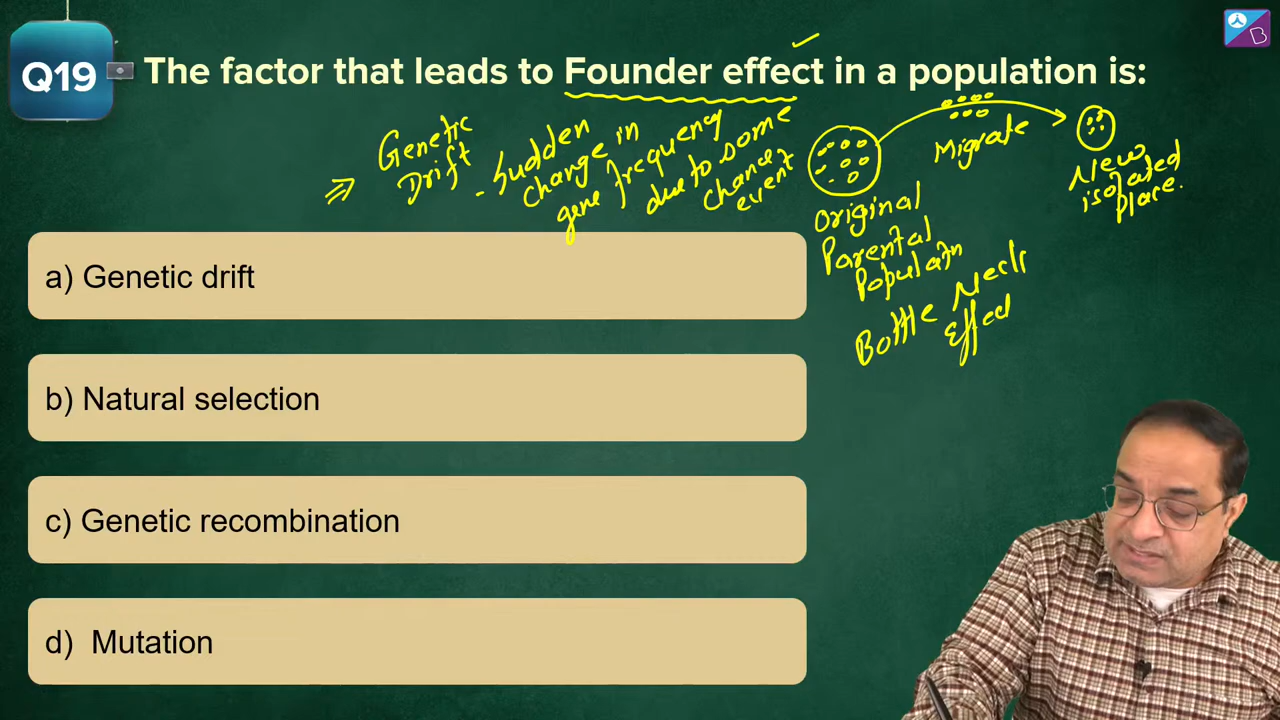 Q19
The factor that leads to Founder effect in a population is:
⇒ Genetic Drift
- Sudden change in gene frequency due to some chance event
Original Parental Populatn
Migrate
New isolated place.
Bottle Neck Effect
a) Genetic drift
b) Natural selection
c) Genetic recombination
d) Mutation
B